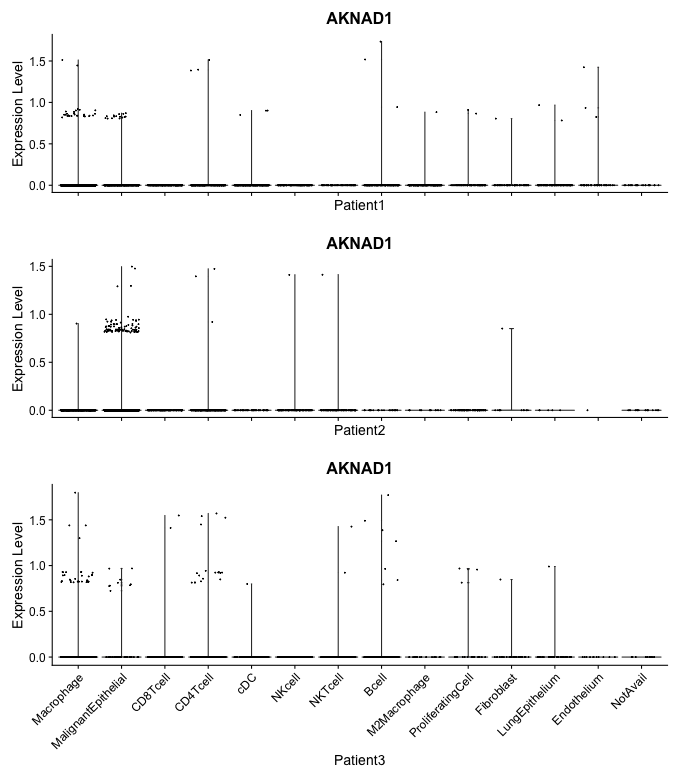 AKNAD1
Expression Level
1.5
1.0
0.5
0.0
Patient1
AKNAD1
Expression Level
1.5
1.0
0.5
0.0
Patient2
AKNAD1
Expression Level
1.5
1.0
0.5
0.0
Macrophage
MalignantEpithelial
CD8Tcell
CD4Tcell
cDC
NKcell
NKTcell
Bcell
M2Macrophage
ProliferatingCell
Fibroblast
LungEpithelium
Endothelium
NotAvail
Patient3